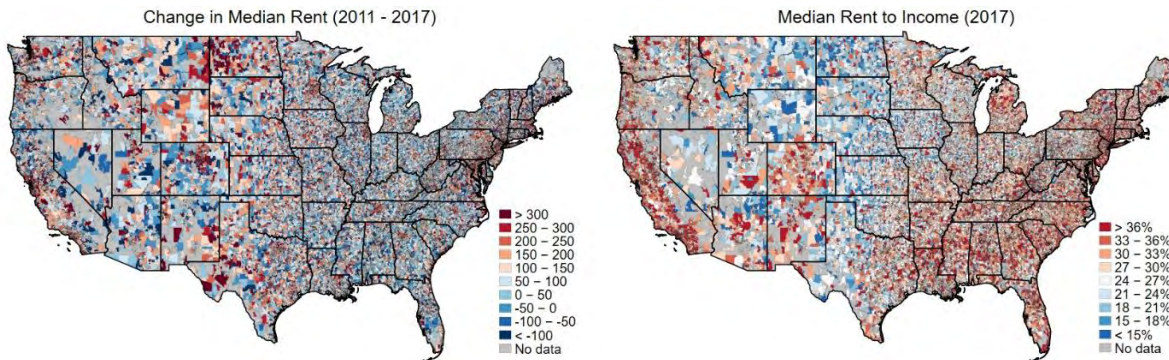 Change in Median Rent (2011 - 2017)
> 300
250 – 300
200 – 250
150 – 200
100 – 150
50 – 100
0 – 50
-50 – 0
-100 – -50
< -100
No data
Median Rent to Income (2017)
> 36%
33 – 36%
30 – 33%
27 – 30%
24 – 27%
21 – 24%
18 – 21%
15 – 18%
< 15%
No data